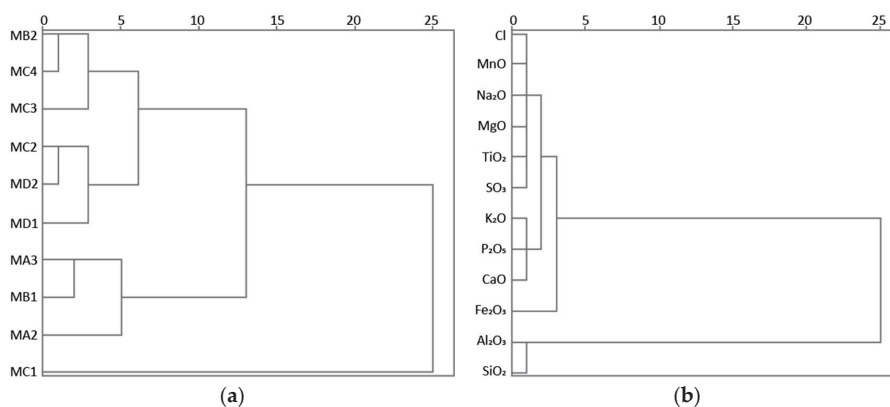 0 5 10 15 20 25
MB2
MC4
MC3
MC2
MD2
MD1
MA3
MB1
MA2
MC1
(a)
0 5 10 15 20 25
Cl
MnO
Na₂O
MgO
TiO₂
SO₃
K₂O
P₂O₅
CaO
Fe₂O₃
Al₂O₃
SiO₂
(b)